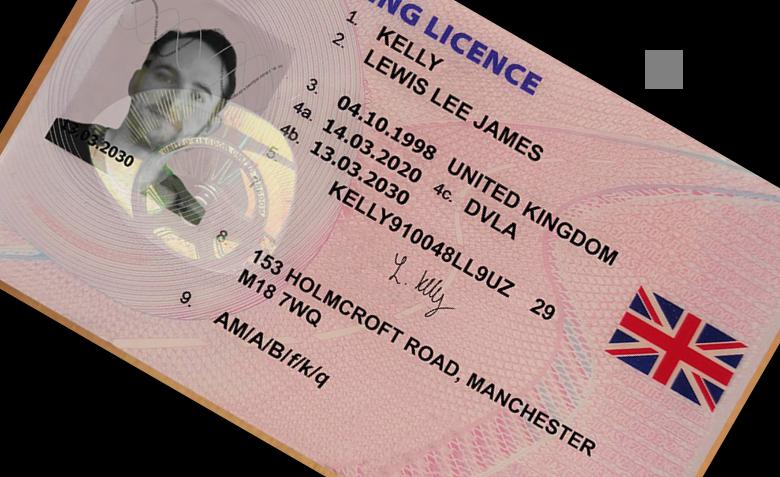 ING LICENCE
1. KELLY
2. LEWIS LEE JAMES
3. 04.10.1998 UNITED KINGDOM
4a. 14.03.2020 4c. DVLA
4b. 13.03.2030
5. KELLY910048LL9UZ 29
L. Kelly
8. 153 HOLMCROFT ROAD, MANCHESTER
M18 7WQ
9. AM/A/B/f/k/q
13.03.2030